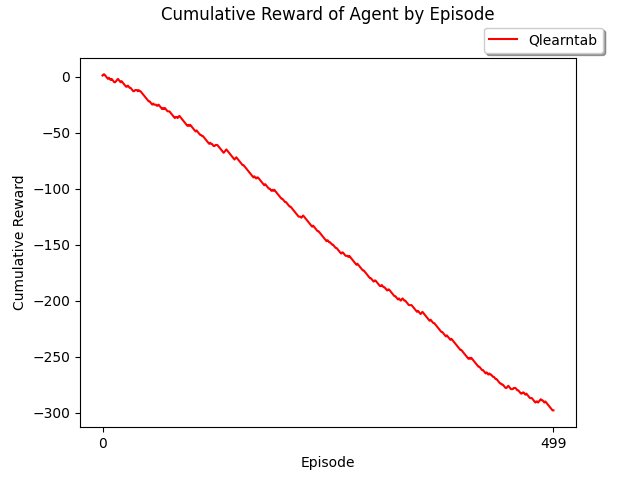 Cumulative Reward of Agent by Episode
Qlearntab
0
−50
−100
−150
−200
−250
−300
Cumulative Reward
0 499
Episode